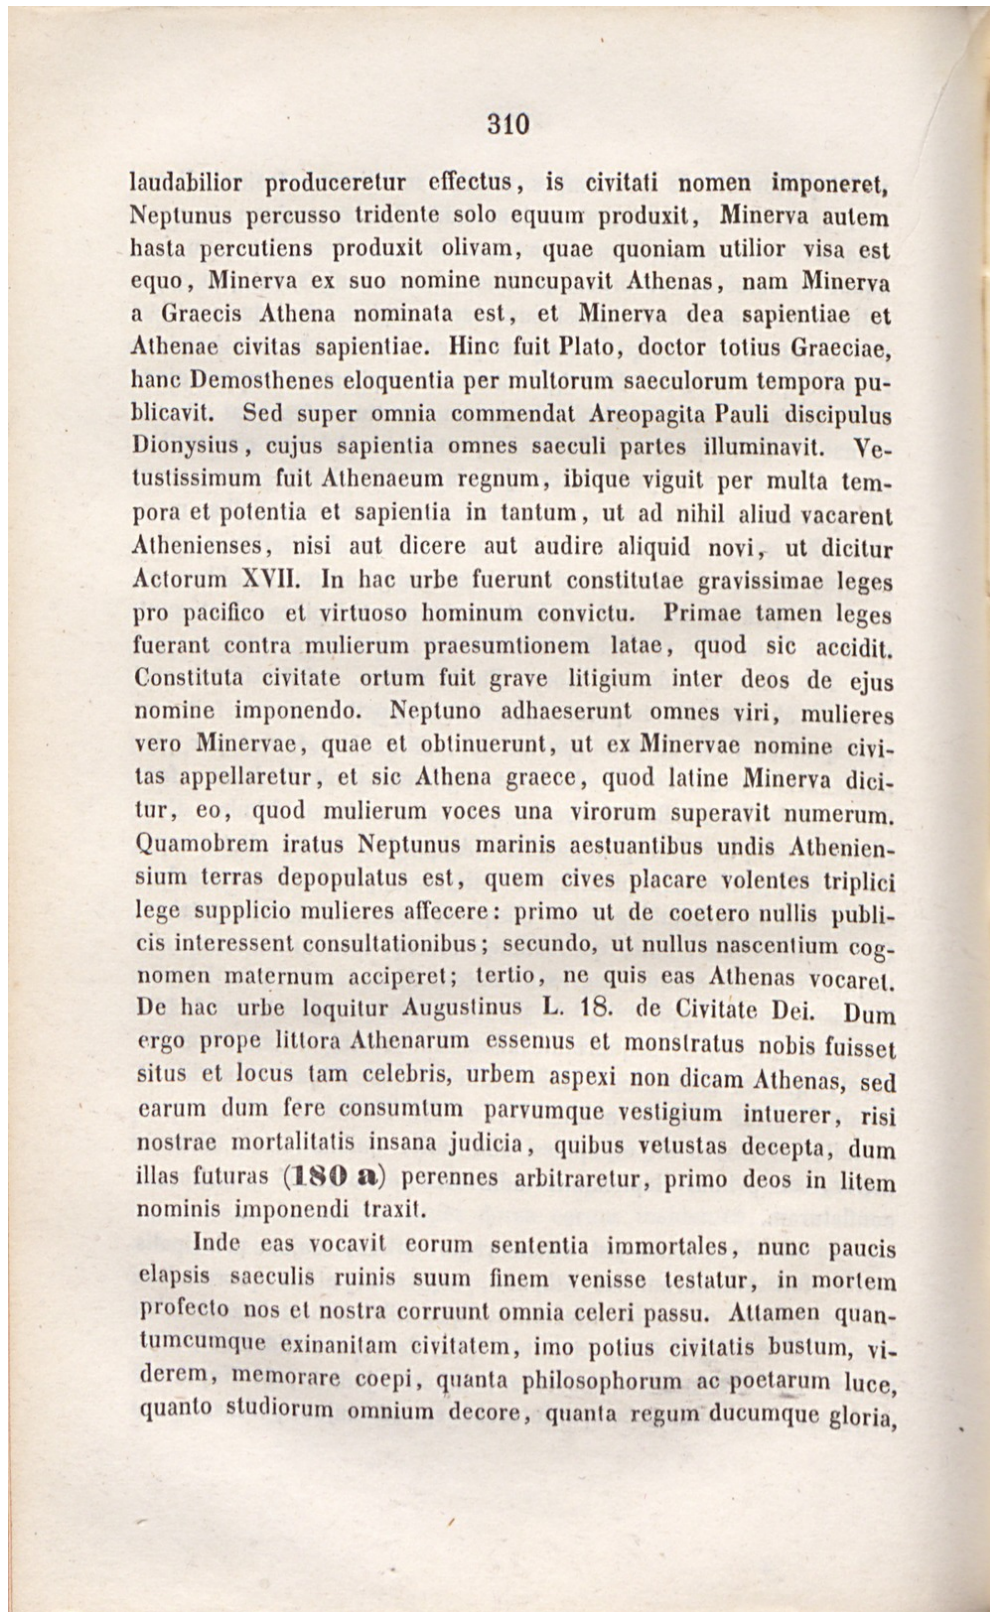 310
laudabilior produceretur effectus, is civitati nomen imponeret,
Neptunus percusso tridente solo equum produxit, Minerva autem
hasta percutiens produxit olivam, quae quoniam utilior visa est
equo, Minerva ex suo nomine nuncupavit Athenas, nam Minerva
a Graecis Athena nominata est, et Minerva dea sapientiae et
Athenae civitas sapientiae. Hinc fuit Plato, doctor totius Graeciae,
hanc Demosthenes eloquentia per multorum saeculorum tempora pu-
blicavit. Sed super omnia commendat Areopagita Pauli discipulus
Dionysius, cujus sapientia omnes saeculi partes illuminavit. Ve-
tustissimum fuit Athenaeum regnum, ibique viguit per multa tem-
pora et potentia et sapientia in tantum, ut ad nihil aliud vacarent
Athenienses, nisi aut dicere aut audire aliquid novi, ut dicitur
Actorum XVII. In hac urbe fuerunt constitutae gravissimae leges
pro pacifico et virtuoso hominum convictu. Primae tamen leges
fuerant contra mulierum praesumtionem latae, quod sic accidit.
Constituta civitate ortum fuit grave litigium inter deos de ejus
nomine imponendo. Neptuno adhaeserunt omnes viri, mulieres
vero Minervae, quae et obtinuerunt, ut ex Minervae nomine civi-
tas appellaretur, et sic Athena graece, quod latine Minerva dici-
tur, eo, quod mulierum voces una virorum superavit numerum.
Quamobrem iratus Neptunus marinis aestuantibus undis Athenien-
sium terras depopulatus est, quem cives placare volentes triplici
lege supplicio mulieres affecere: primo ut de coetero nullis publi-
cis interessent consultationibus; secundo, ut nullus nascentium cog-
nomen maternum acciperet; tertio, ne quis eas Athenas vocaret.
De hac urbe loquitur Augustinus L. 18. de Civitate Dei. Dum
ergo prope littora Athenarum essemus et monstratus nobis fuisset
situs et locus tam celebris, urbem aspexi non dicam Athenas, sed
earum dum fere consumtum parvumque vestigium intuerer, risi
nostrae mortalitatis insana judicia, quibus vetustas decepta, dum
illas futuras (180 a) perennes arbitraretur, primo deos in litem
nominis imponendi traxit.
Inde eas vocavit eorum sententia immortales, nunc paucis
elapsis saeculis ruinis suum finem venisse testatur, in mortem
profecto nos et nostra corruunt omnia celeri passu. Attamen quan-
tumcumque exinanitam civitatem, imo potius civitatis bustum, vi-
derem, memorare coepi, quanta philosophorum ac poetarum luce,
quanto studiorum omnium decore, quanta regum ducumque gloria,